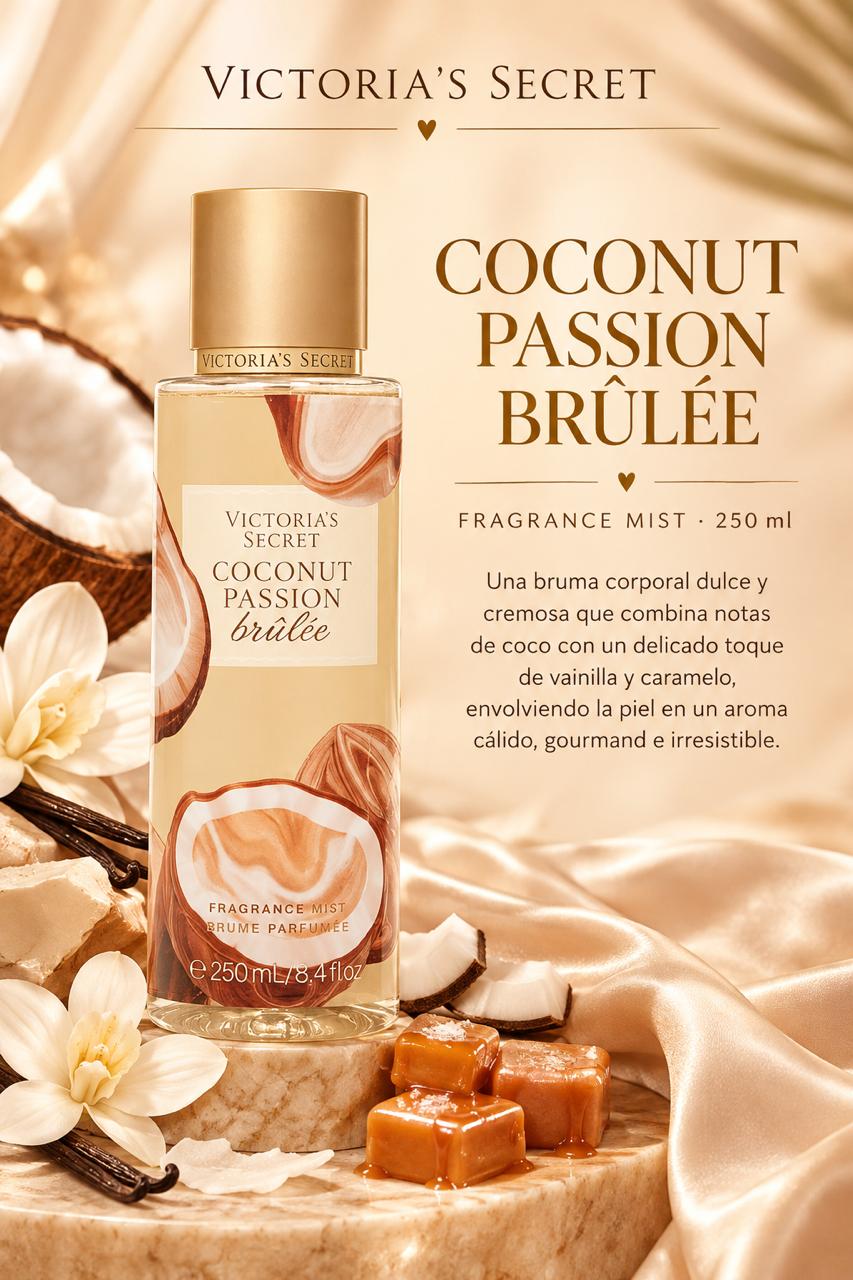 VICTORIA'S SECRET
COCONUT
PASSION
BRÛLÉE
FRAGRANCE MIST · 250 ml
Una bruma corporal dulce y
cremosa que combina notas
de coco con un delicado toque
de vainilla y caramelo,
envolviendo la piel en un aroma
cálido, gourmand e irresistible.
VICTORIA'S SECRET
VICTORIA'S
SECRET
COCONUT
PASSION
brûlée
FRAGRANCE MIST
BRUME PARFUMÉE
℮ 250 mL/8.4 fl oz